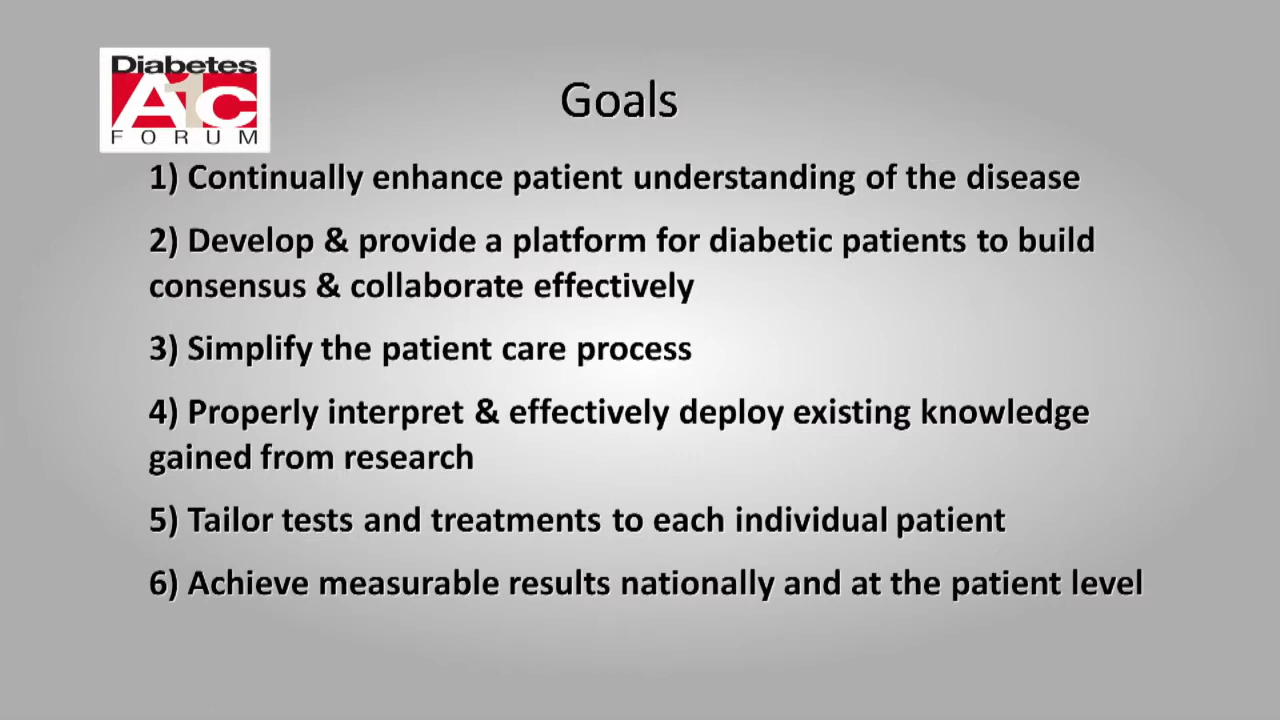 Diabetes
A1c
FORUM
Goals
1) Continually enhance patient understanding of the disease
2) Develop & provide a platform for diabetic patients to build
consensus & collaborate effectively
3) Simplify the patient care process
4) Properly interpret & effectively deploy existing knowledge
gained from research
5) Tailor tests and treatments to each individual patient
6) Achieve measurable results nationally and at the patient level